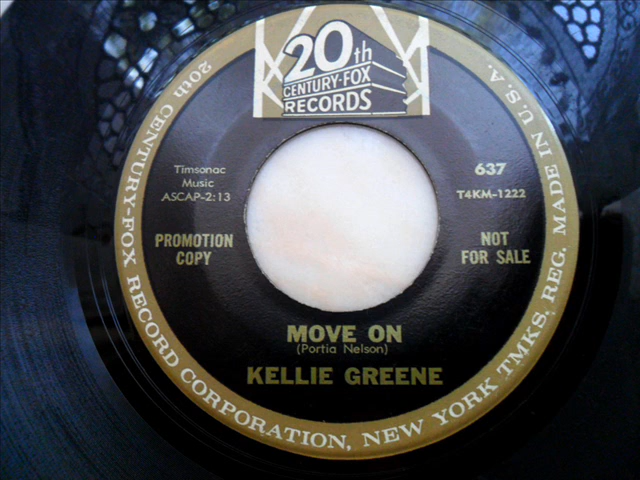 20th
CENTURY-FOX
RECORDS
Timsonac
Music
ASCAP-2:13
637
T4KM-1222
PROMOTION
COPY
NOT
FOR SALE
MOVE ON
(Portia Nelson)
KELLIE GREENE
20th CENTURY-FOX RECORD CORPORATION, NEW YORK TMKS. REG. MADE IN U.S.A.